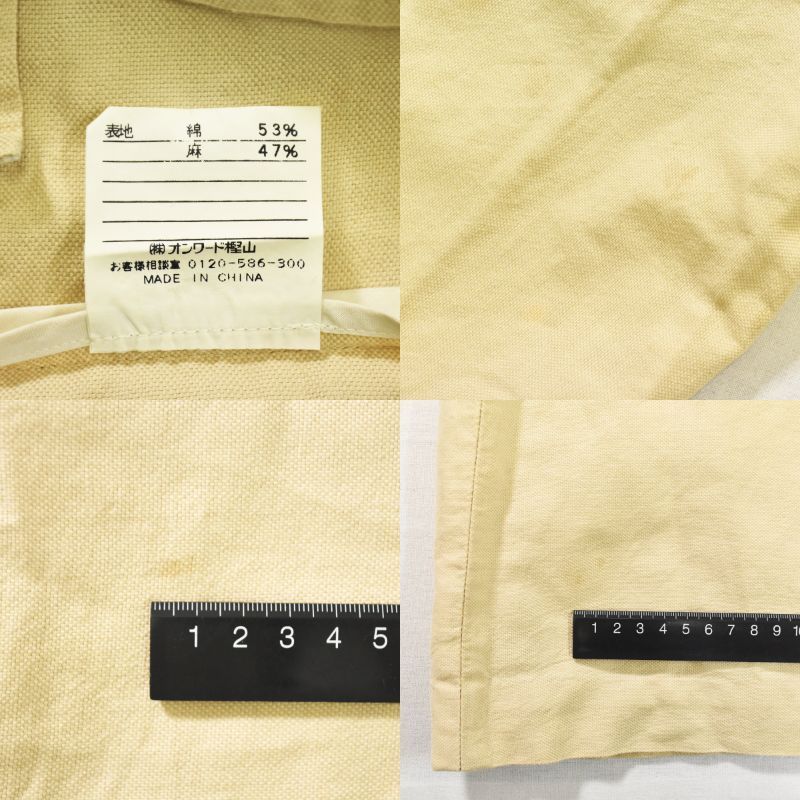 表地 綿 53%
麻 47%
(株)オンワード樫山
お客様相談室 0120-586-300
MADE IN CHINA
1 2 3 4 5
1 2 3 4 5 6 7 8 9 10